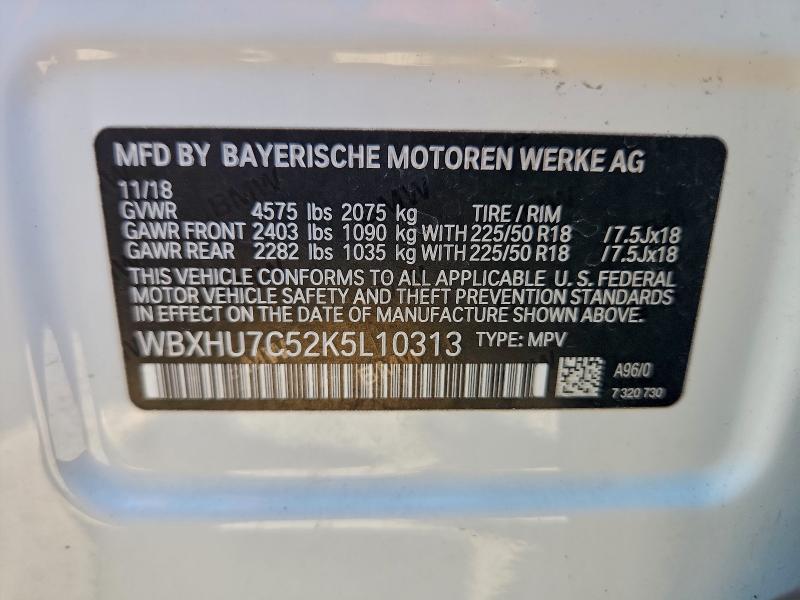 MFD BY BAYERISCHE MOTOREN WERKE AG
11/18
GVWR 4575 lbs 2075 kg TIRE / RIM
GAWR FRONT 2403 lbs 1090 kg WITH 225/50 R18 /7.5Jx18
GAWR REAR 2282 lbs 1035 kg WITH 225/50 R18 /7.5Jx18
THIS VEHICLE CONFORMS TO ALL APPLICABLE U. S. FEDERAL
MOTOR VEHICLE SAFETY AND THEFT PREVENTION STANDARDS
IN EFFECT ON THE DATE OF MANUFACTURE SHOWN ABOVE.
WBXHU7C52K5L10313 TYPE: MPV
A96/0
7 320 730